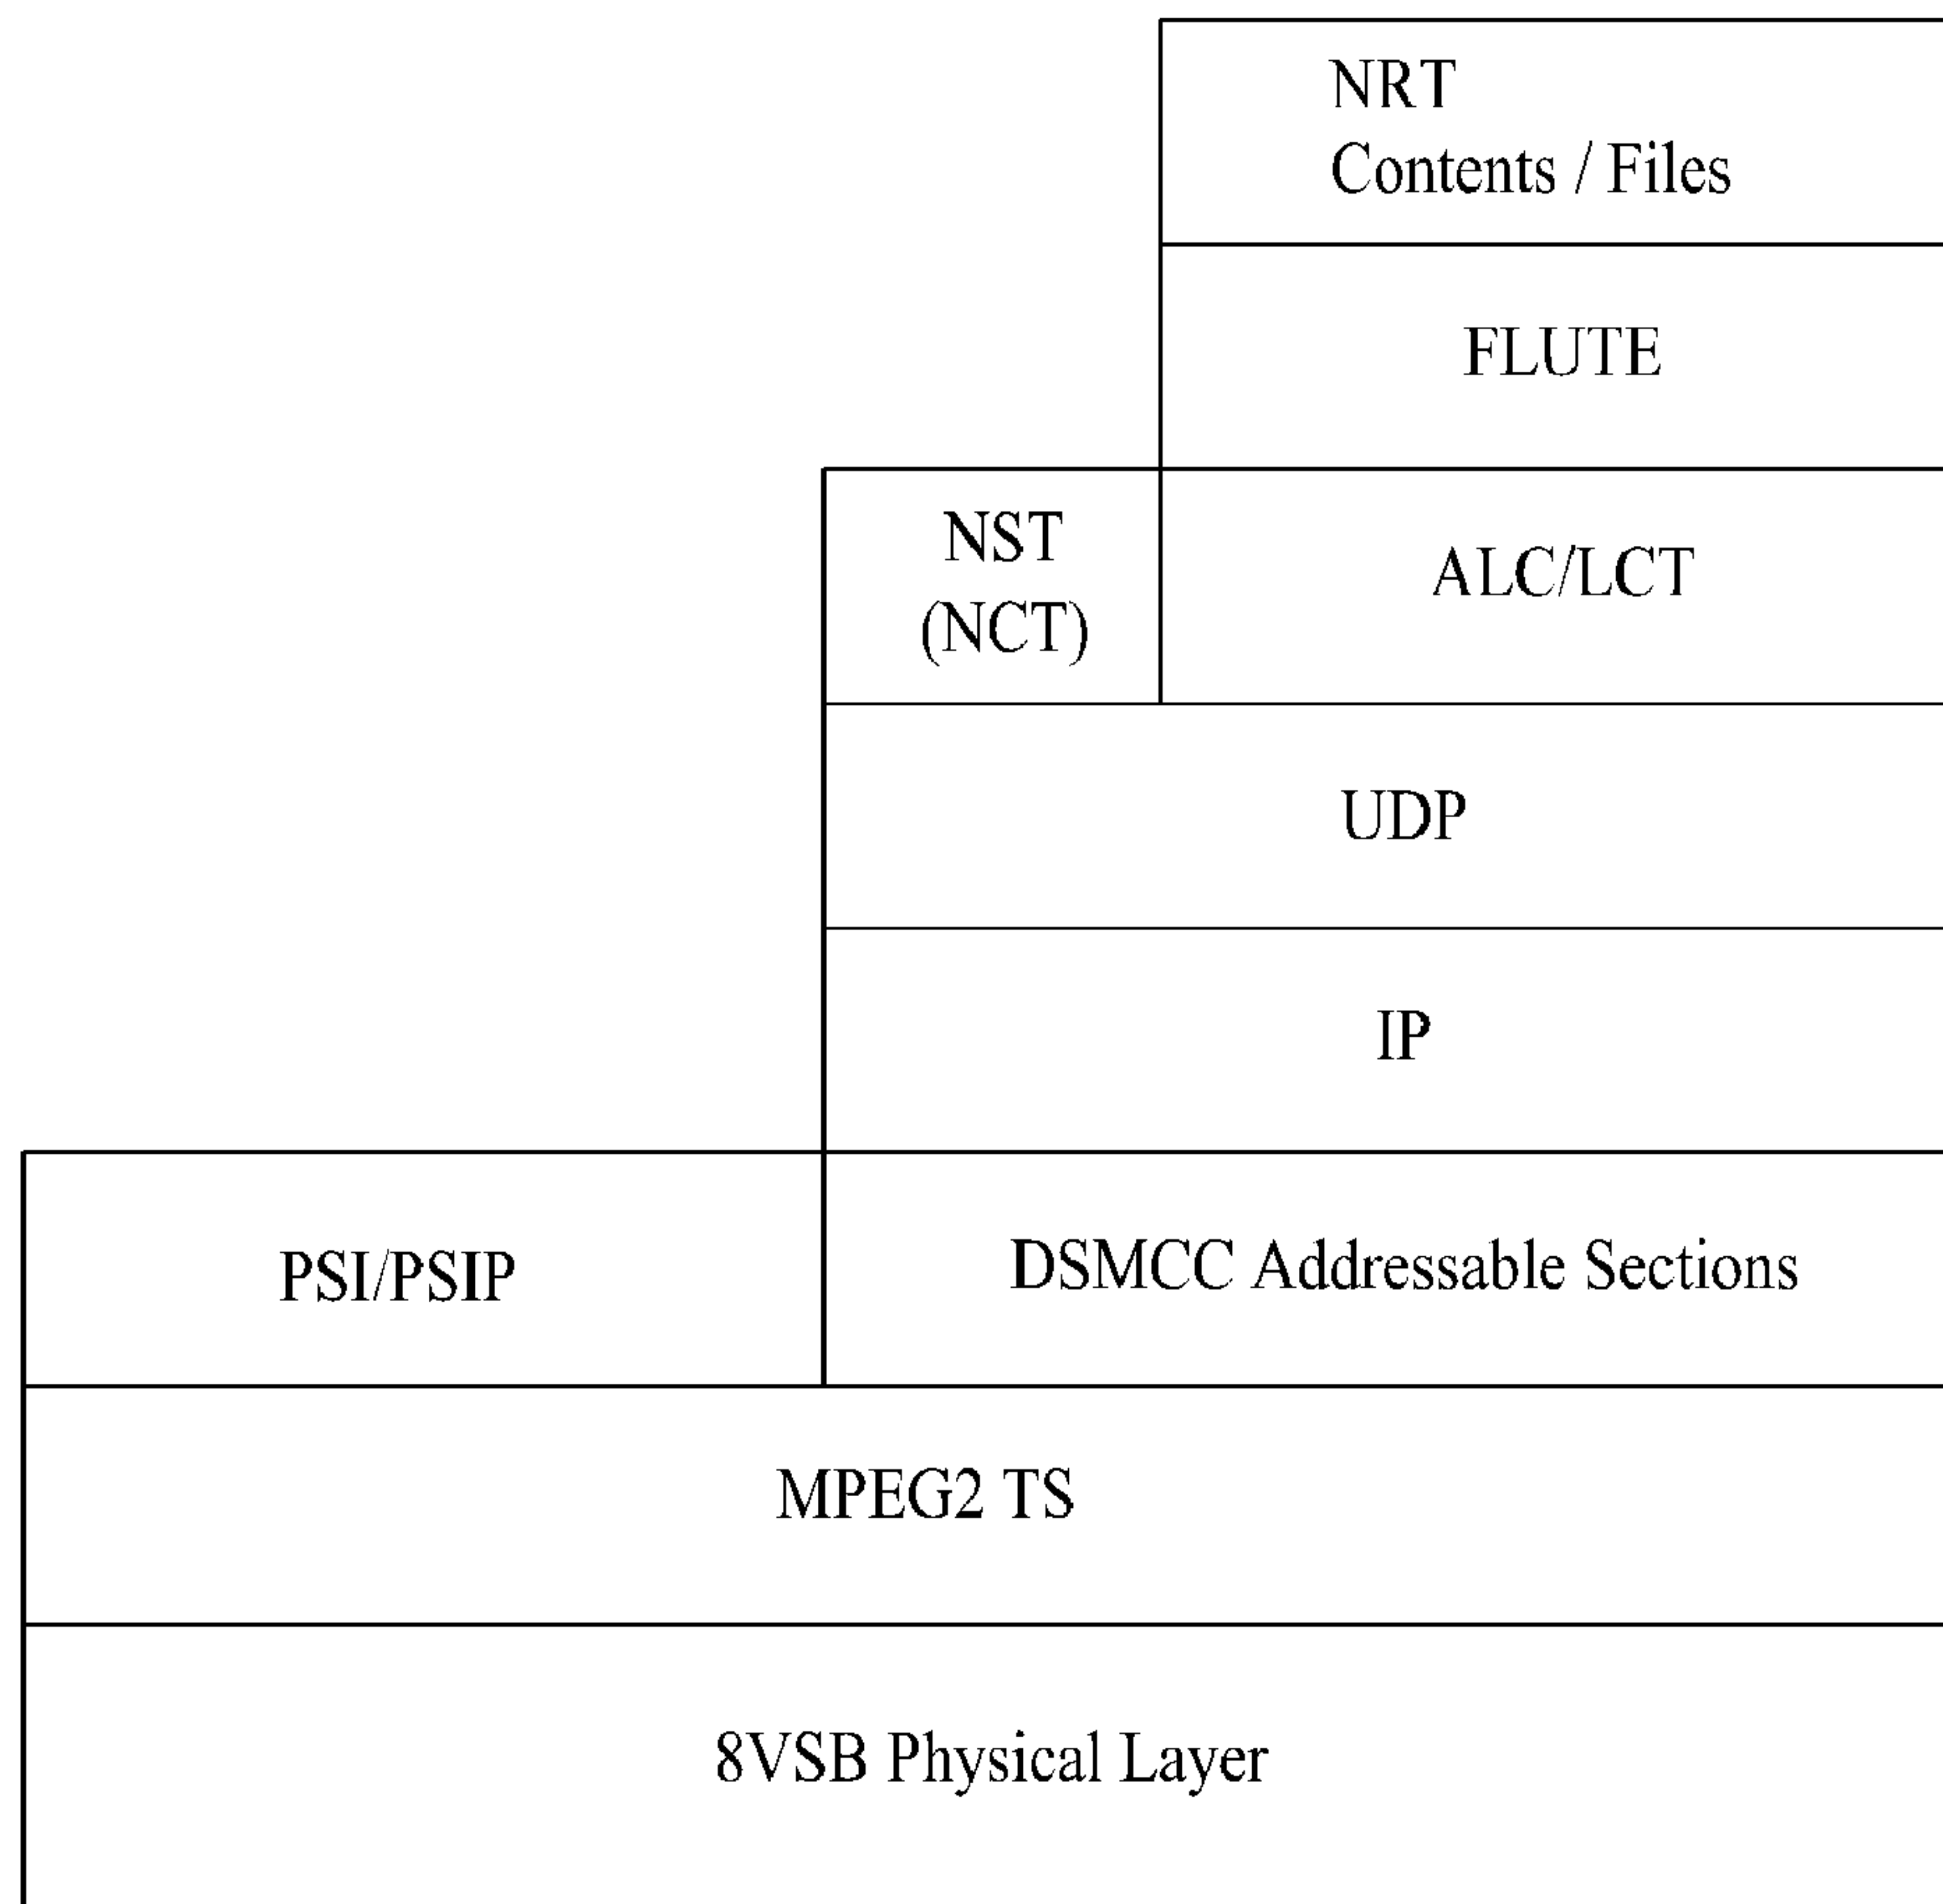 NRT
Contents / Files
FLUTE
NST
(NCT)
ALC/LCT
UDP
IP
PSI/PSIP
DSMCC Addressable Sections
MPEG2 TS
8VSB Physical Layer